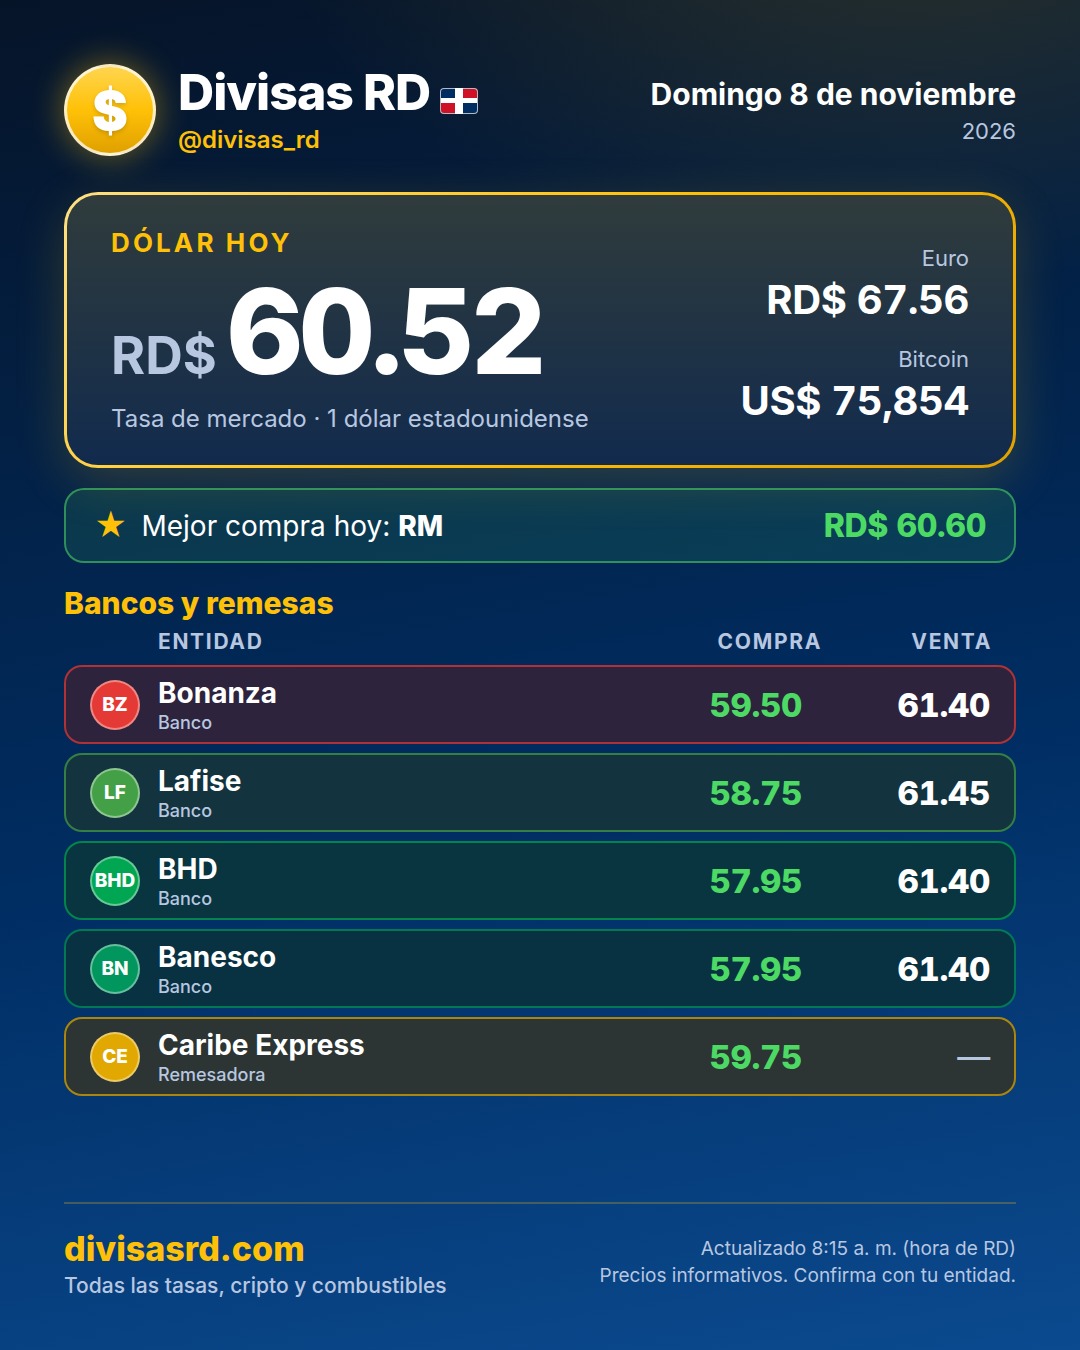 $
Divisas RD
@divisas_rd
Domingo 8 de noviembre
2026
DÓLAR HOY
RD$ 60.52
Tasa de mercado · 1 dólar estadounidense
Euro
RD$ 67.56
Bitcoin
US$ 75,854
★ Mejor compra hoy: RM RD$ 60.60
Bancos y remesas
ENTIDAD COMPRA VENTA
BZ Bonanza 59.50 61.40
Banco
LF Lafise 58.75 61.45
Banco
BHD BHD 57.95 61.40
Banco
BN Banesco 57.95 61.40
Banco
CE Caribe Express 59.75 —
Remesadora
divisasrd.com
Todas las tasas, cripto y combustibles
Actualizado 8:15 a. m. (hora de RD)
Precios informativos. Confirma con tu entidad.